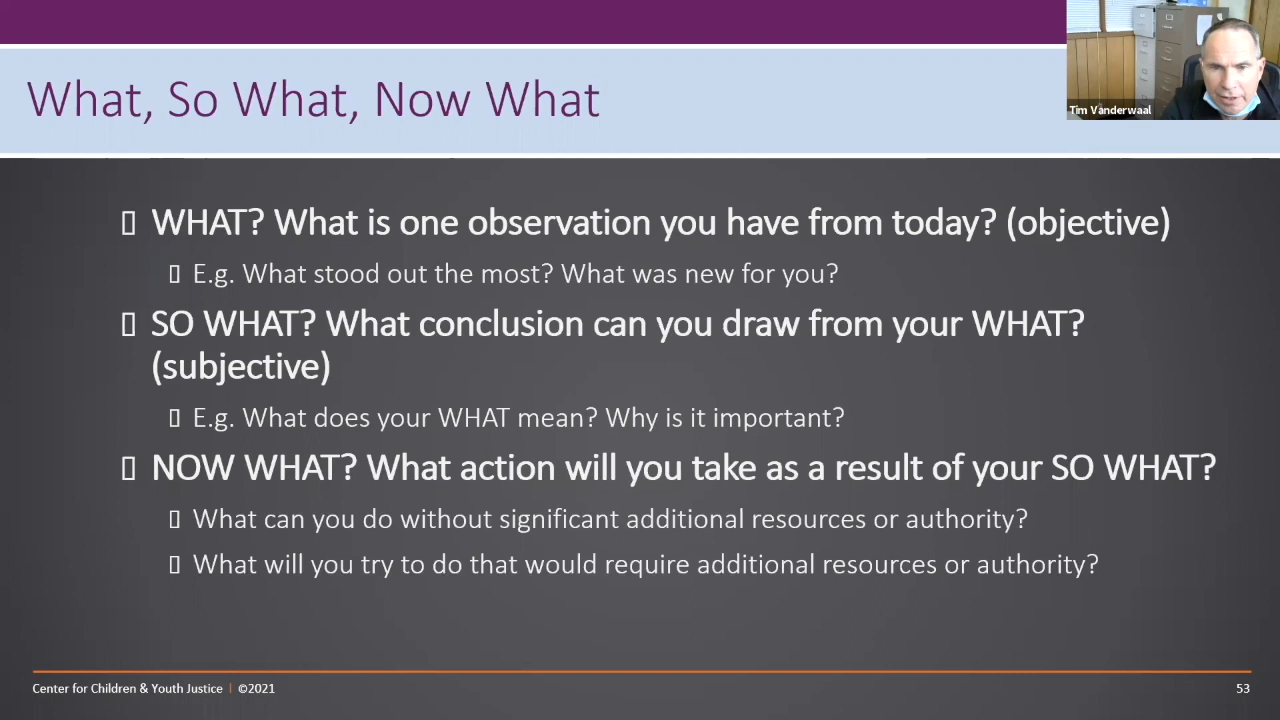 What, So What, Now What
Tim Vanderwaal
WHAT? What is one observation you have from today? (objective)
E.g. What stood out the most? What was new for you?
SO WHAT? What conclusion can you draw from your WHAT?
(subjective)
E.g. What does your WHAT mean? Why is it important?
NOW WHAT? What action will you take as a result of your SO WHAT?
What can you do without significant additional resources or authority?
What will you try to do that would require additional resources or authority?
Center for Children & Youth Justice | ©2021
53